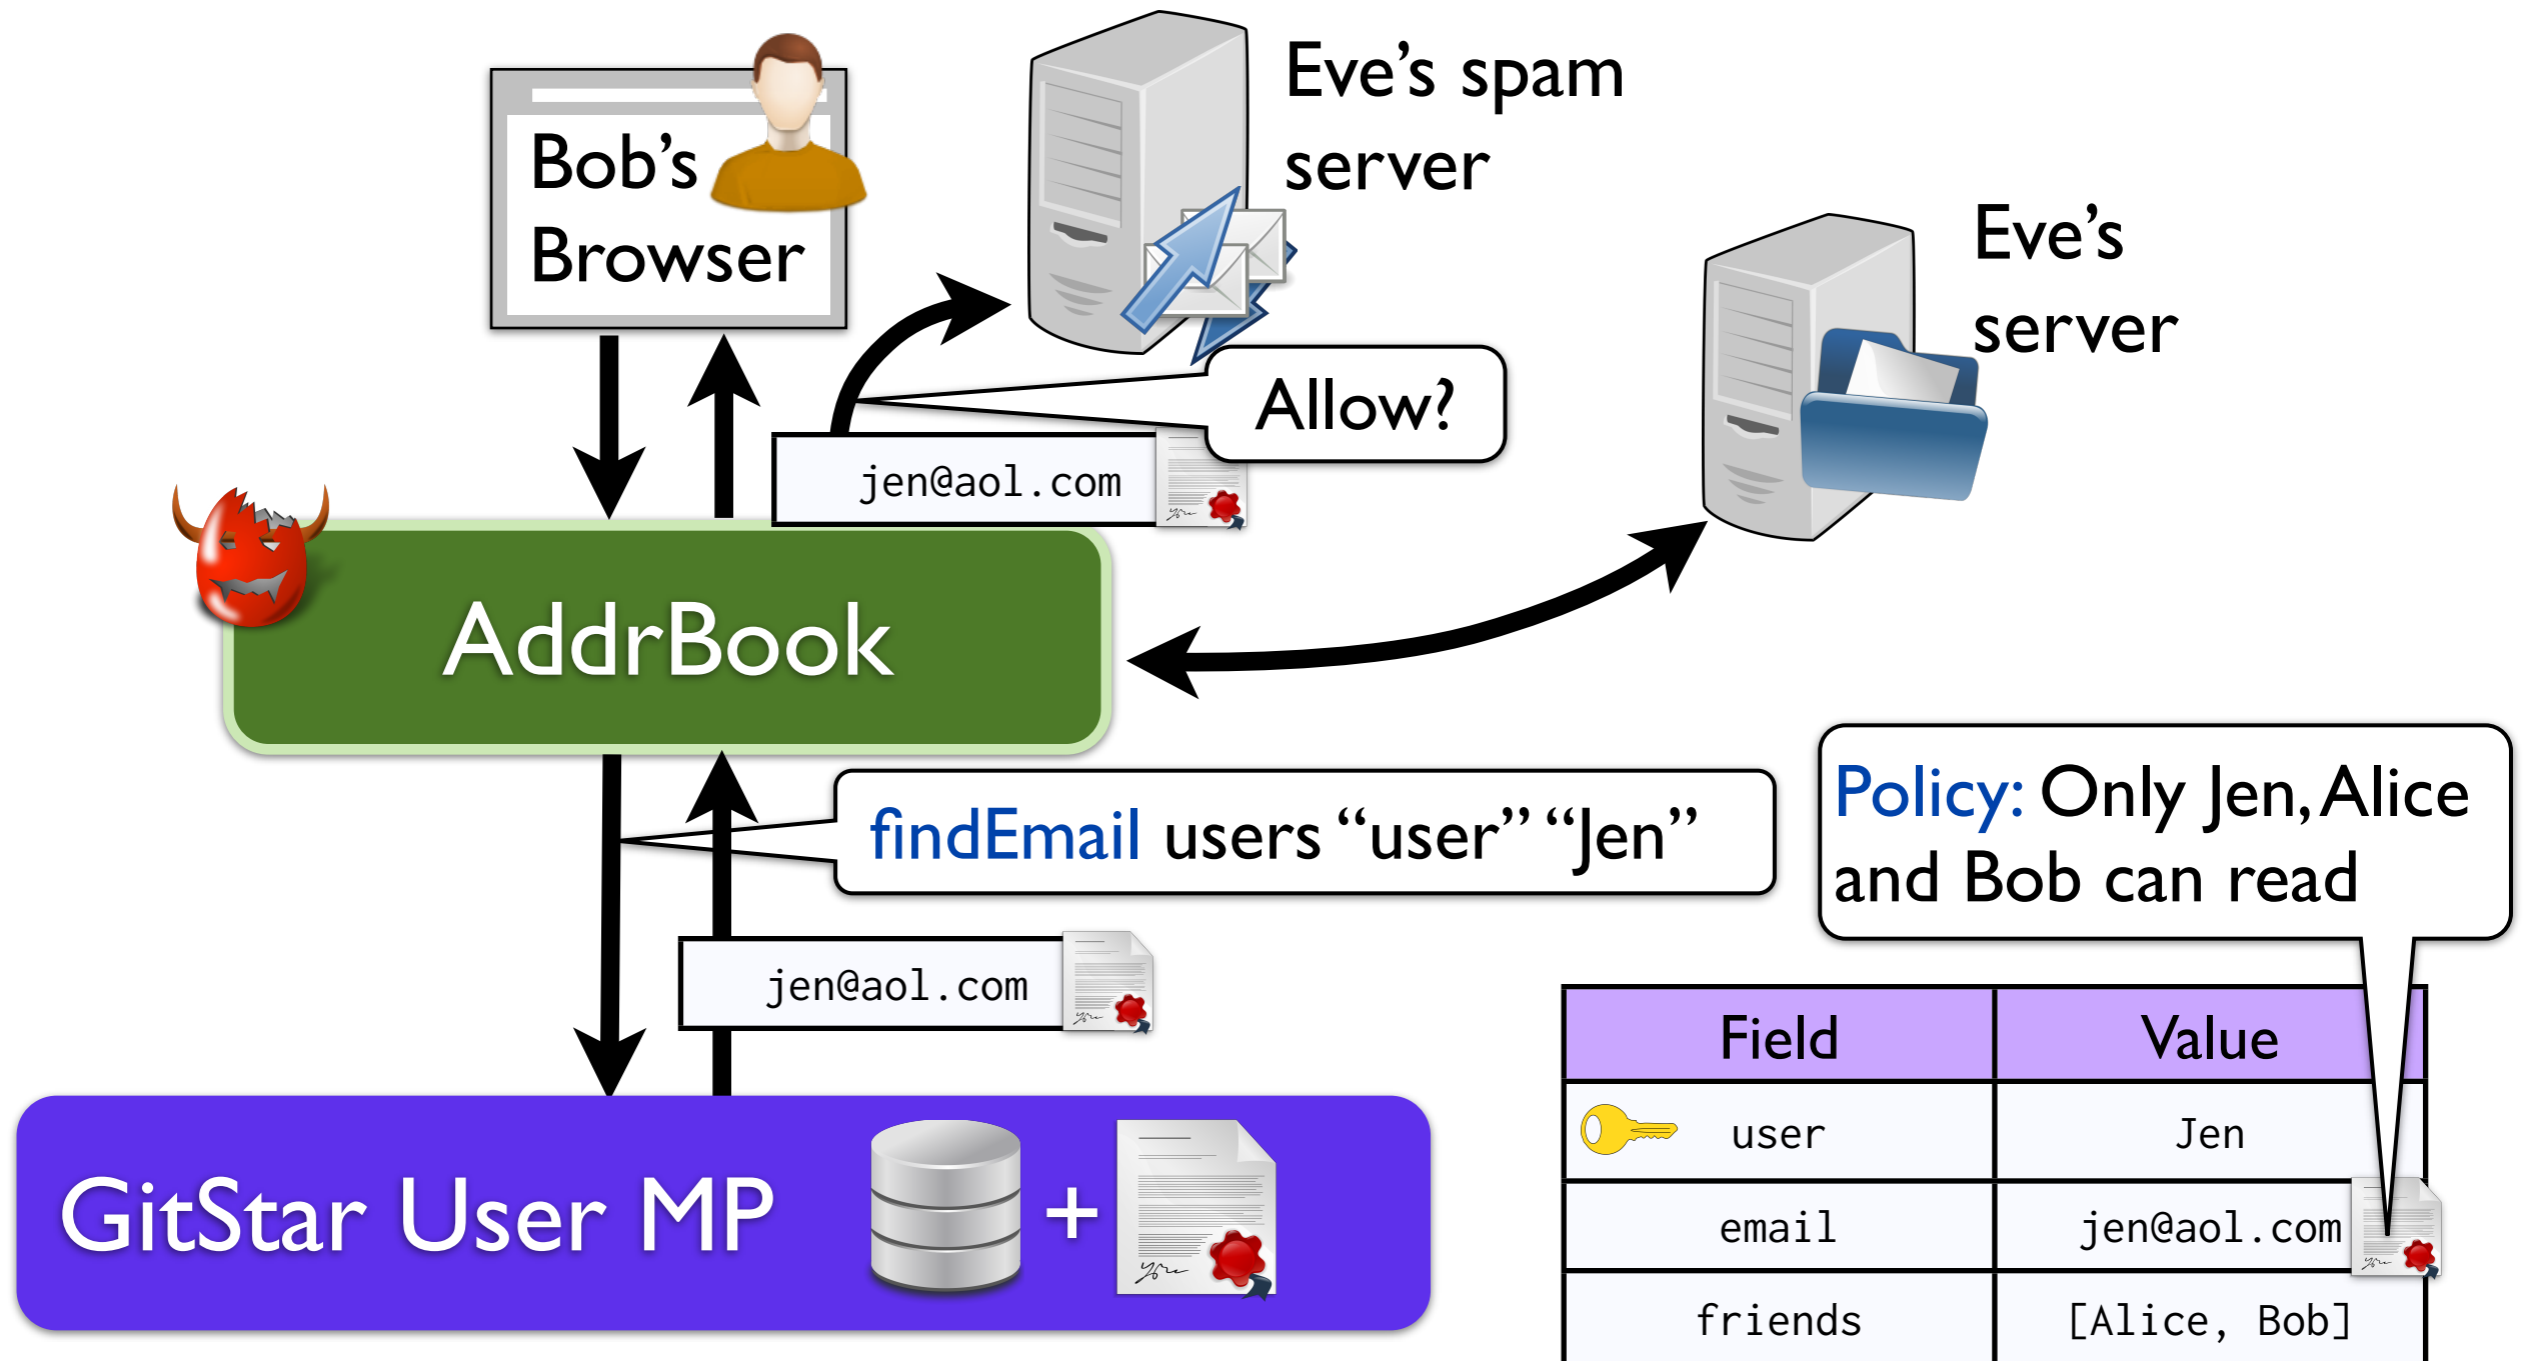 Bob’s
Browser
Eve’s spam
server
Eve’s
server
Allow?
jen@aol.com
AddrBook
findEmail users “user” “Jen”
Policy: Only Jen, Alice
and Bob can read
jen@aol.com
GitStar User MP
+
Field Value
user Jen
email jen@aol.com
friends [Alice, Bob]